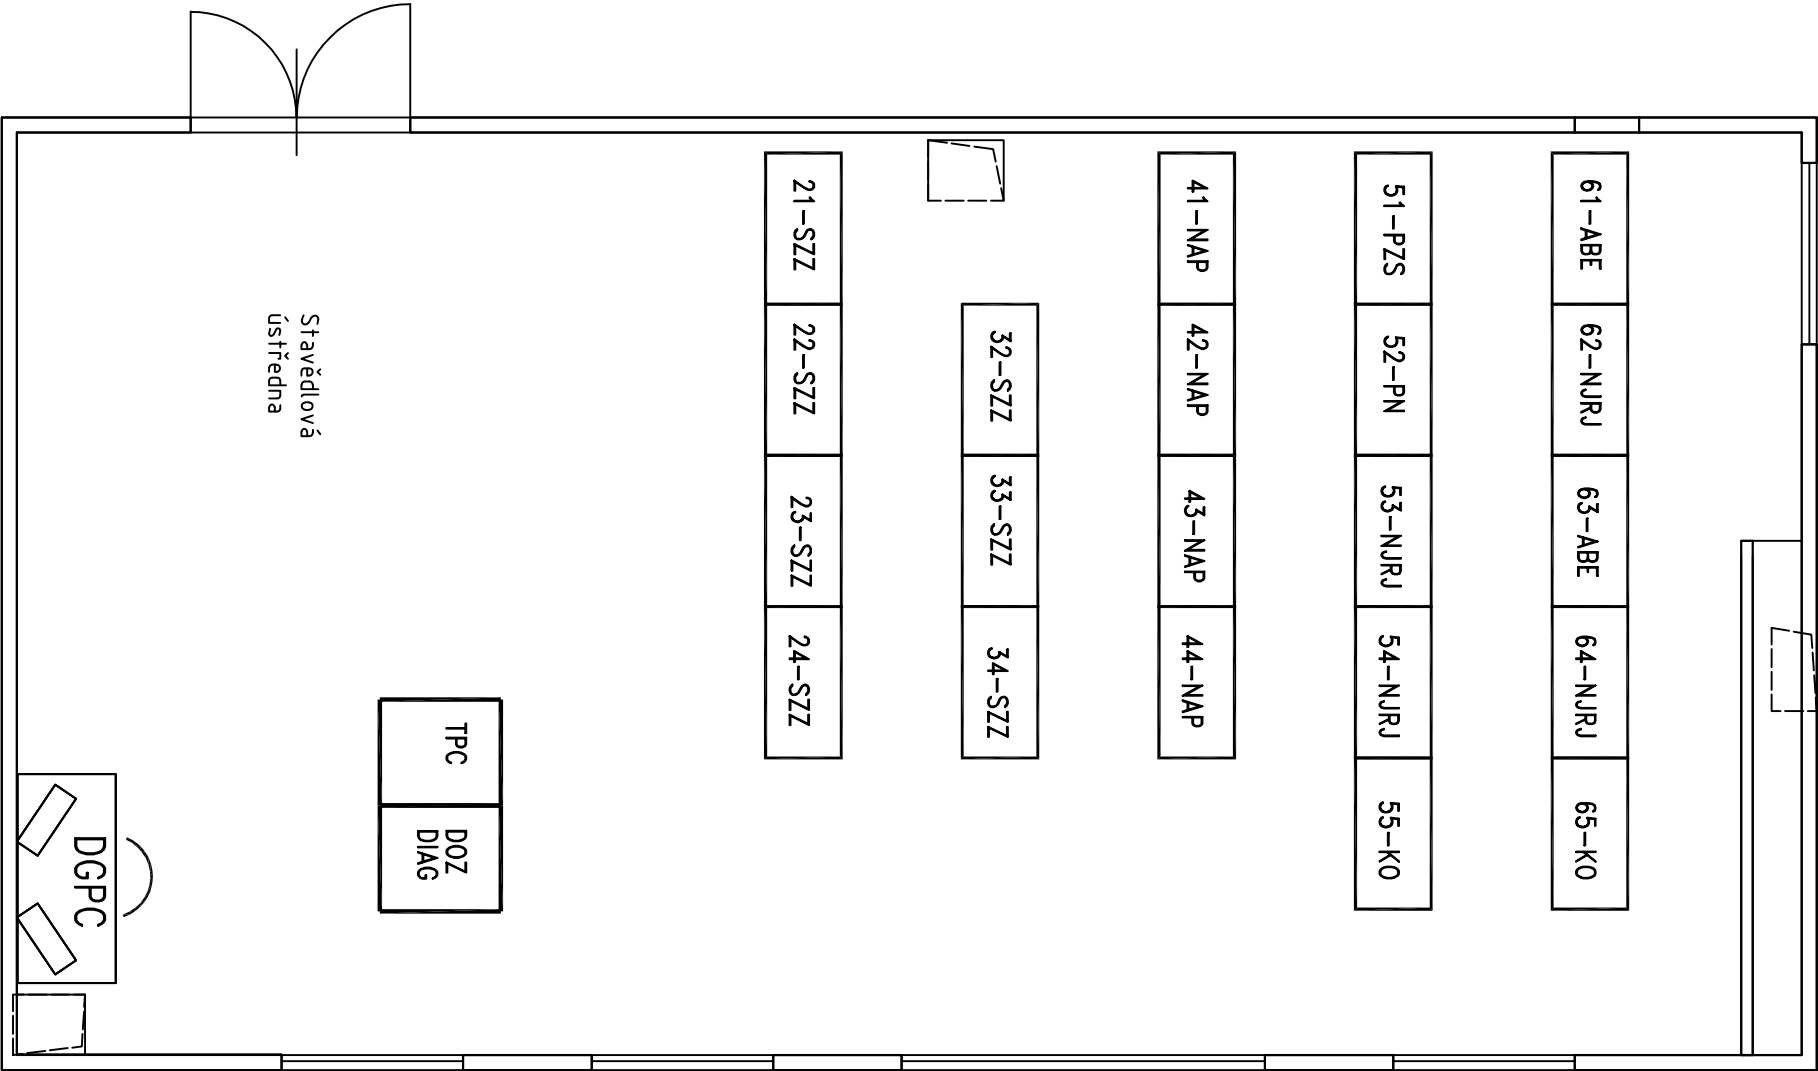 Stavědlová
ústředna
21-SZZ
22-SZZ
23-SZZ
24-SZZ
32-SZZ
33-SZZ
34-SZZ
41-NAP
42-NAP
43-NAP
44-NAP
51-PZS
52-PN
53-NJRJ
54-NJRJ
55-KO
61-ABE
62-NJRJ
63-ABE
64-NJRJ
65-KO
TPC
DOZ
DIAG
DGPC